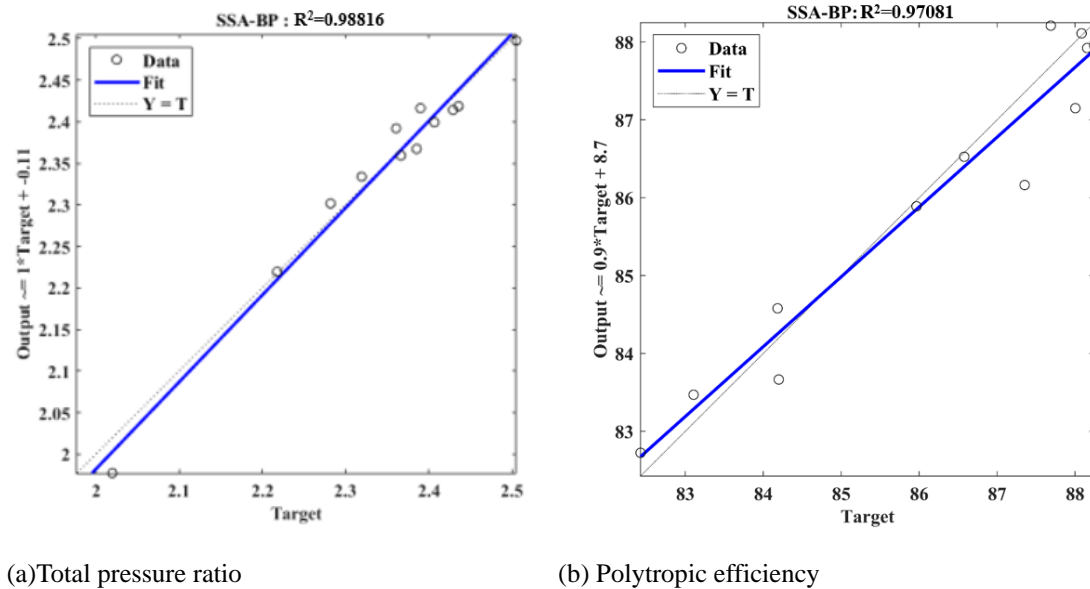 SSA-BP : R²=0.98816
2.5
2.45
2.4
2.35
2.3
2.25
2.2
2.15
2.1
2.05
2
Output ~= 1*Target + -0.11
Data
Fit
Y = T
2 2.1 2.2 2.3 2.4 2.5
Target
(a)Total pressure ratio
SSA-BP: R²=0.97081
88
87
86
85
84
83
Output ~= 0.9*Target + 8.7
Data
Fit
Y = T
83 84 85 86 87 88
Target
(b) Polytropic efficiency